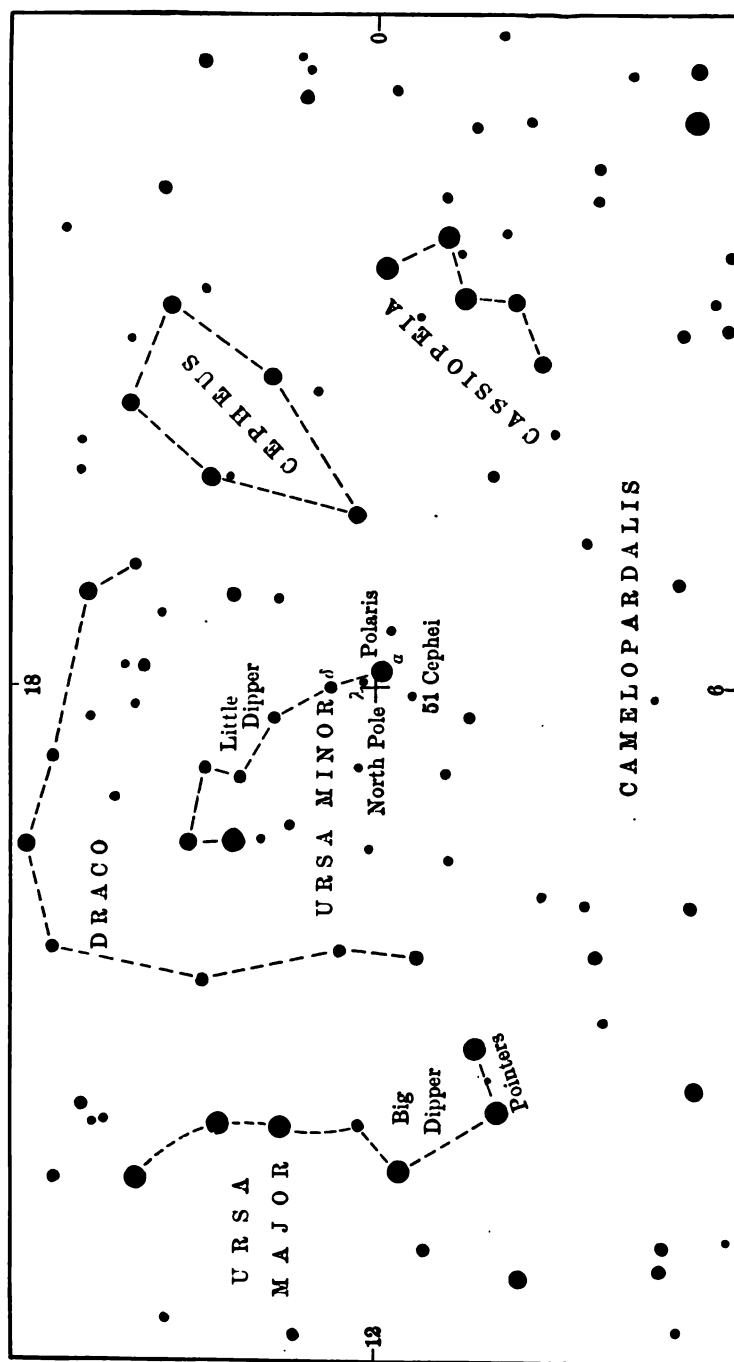 0
18
6
12
CEPHEUS
CASSIOPEIA
CAMELOPARDALIS
DRACO
Little
Dipper
URSA MINOR
δ
λ
Polaris
α
North Pole
51 Cephei
URSA
MAJOR
Big
Dipper
Pointers